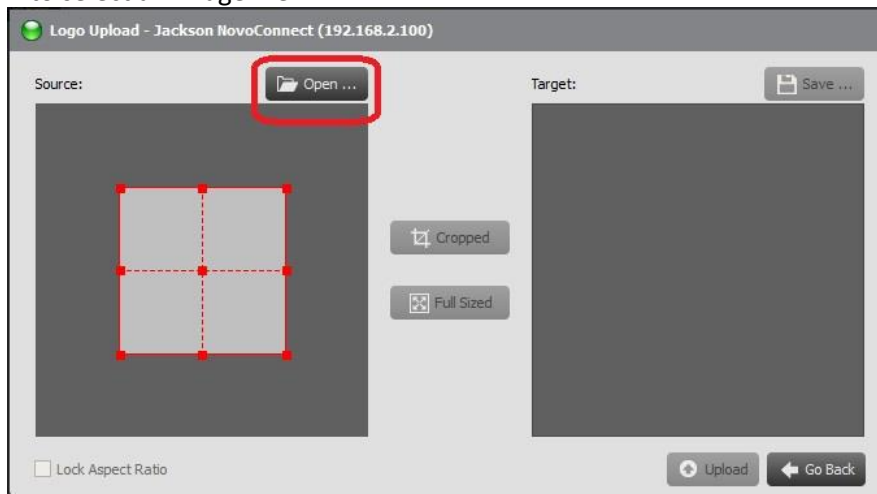 Logo Upload - Jackson NovoConnect (192.168.2.100)
Source:
Open ...
Target:
Save ...
Cropped
Full Sized
Lock Aspect Ratio
Upload
Go Back